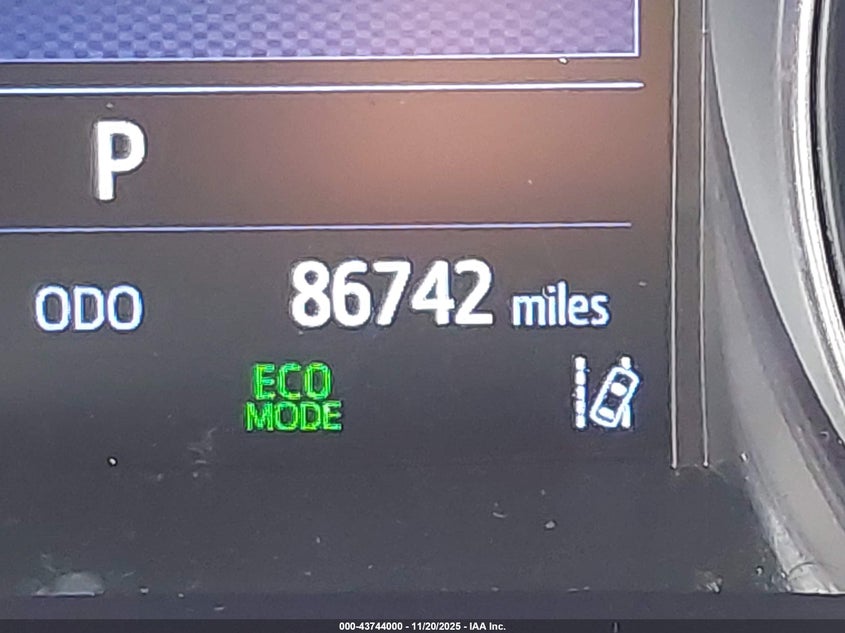 P
ODO 86742 miles
ECO
MODE
000-43744000 - 11/20/2025 - IAA Inc.